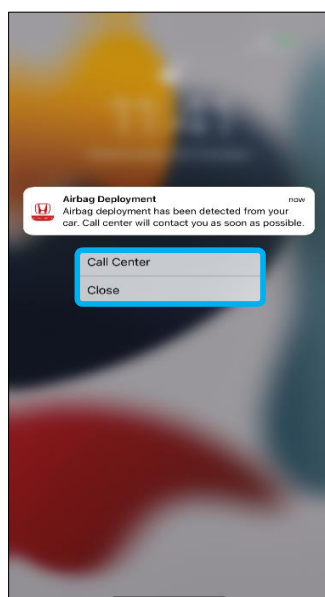 Airbag Deployment now
Airbag deployment has been detected from your
car. Call center will contact you as soon as possible.
Call Center
Close